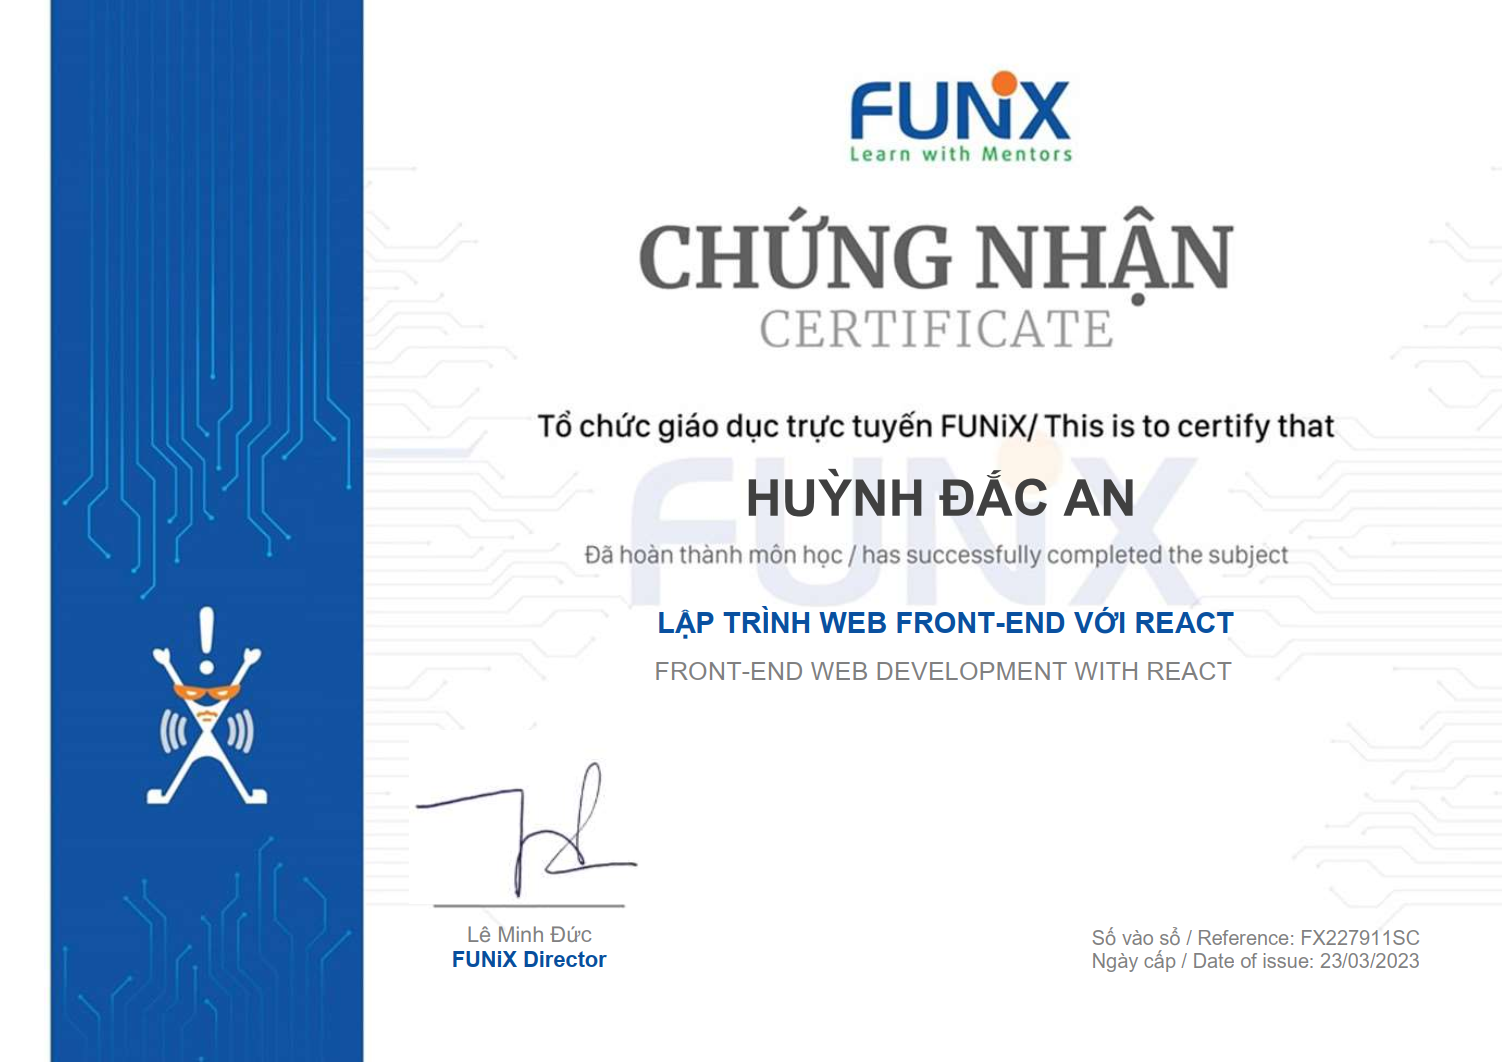 FUNiX
Learn with Mentors
CHỨNG NHẬN
CERTIFICATE
Tổ chức giáo dục trực tuyến FUNiX/ This is to certify that
HUỲNH ĐẮC AN
Đã hoàn thành môn học / has successfully completed the subject
LẬP TRÌNH WEB FRONT-END VỚI REACT
FRONT-END WEB DEVELOPMENT WITH REACT
Lê Minh Đức
FUNiX Director
Số vào sổ / Reference: FX227911SC
Ngày cấp / Date of issue: 23/03/2023